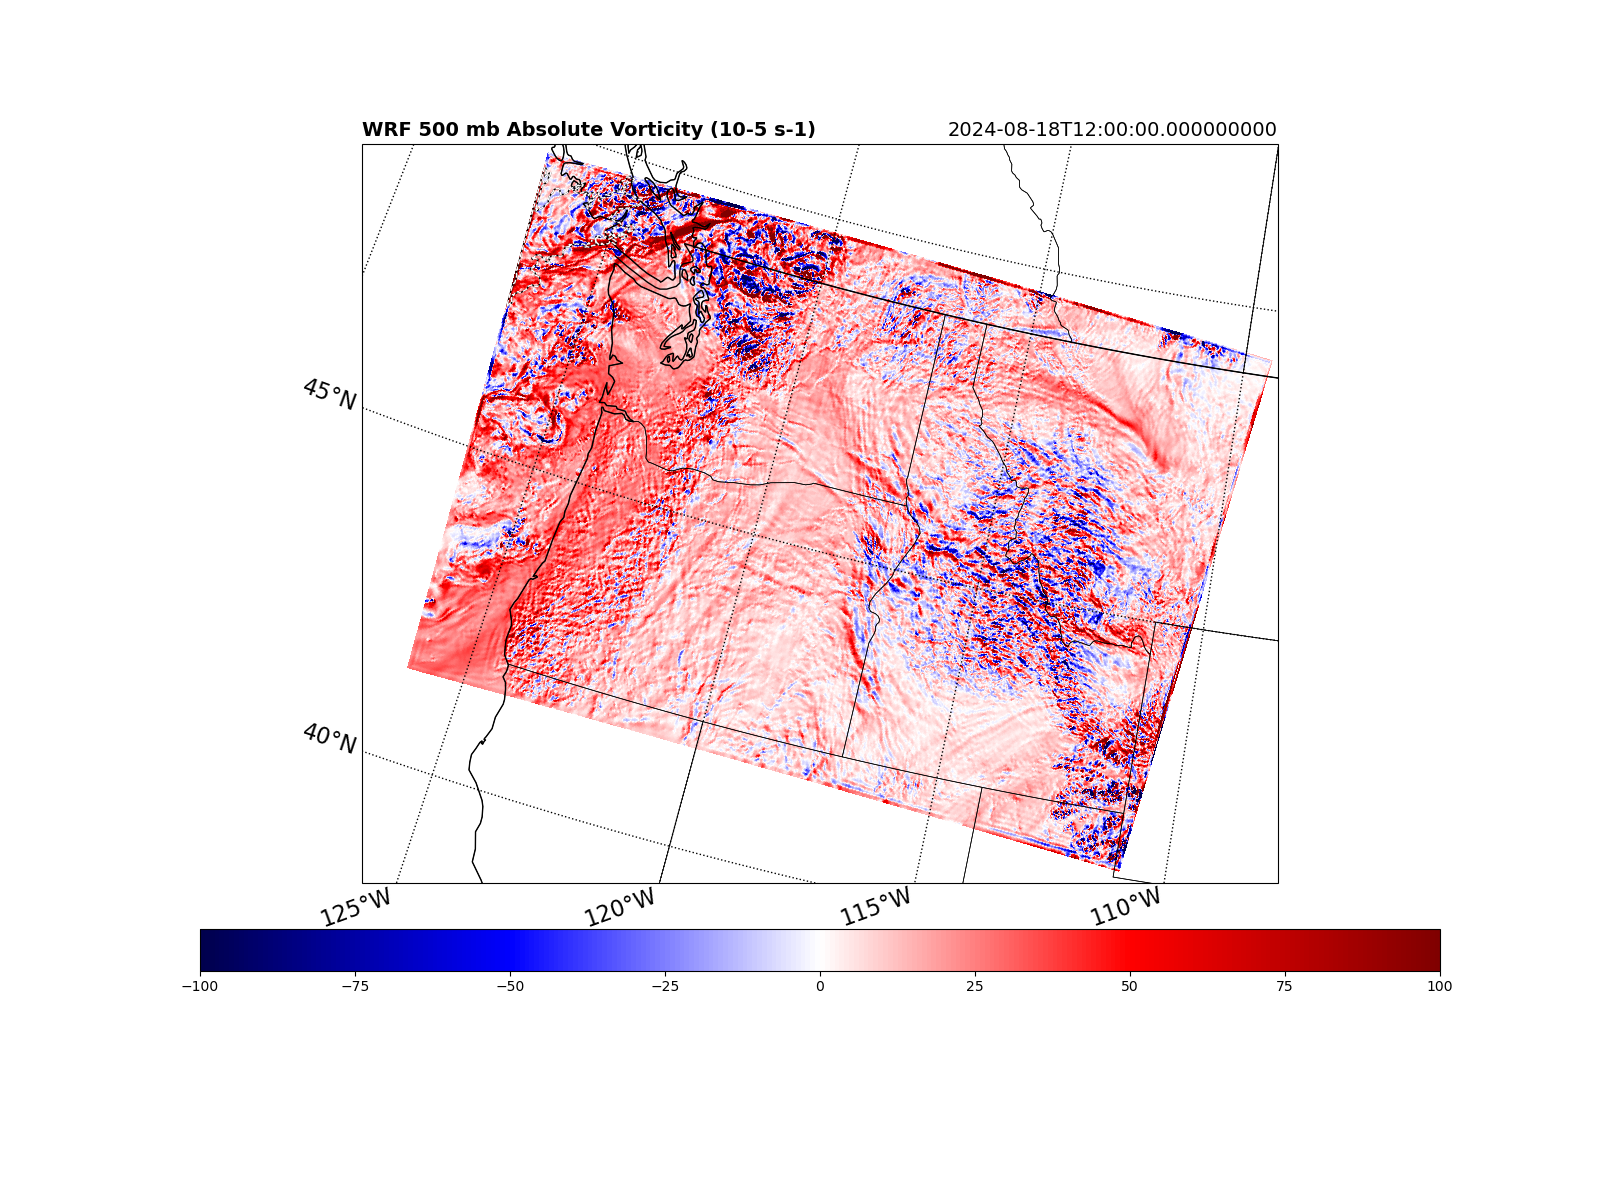 WRF 500 mb Absolute Vorticity (10-5 s-1) 2024-08-18T12:00:00.000000000
45°N
40°N
125°W 120°W 115°W 110°W
−100 −75 −50 −25 0 25 50 75 100